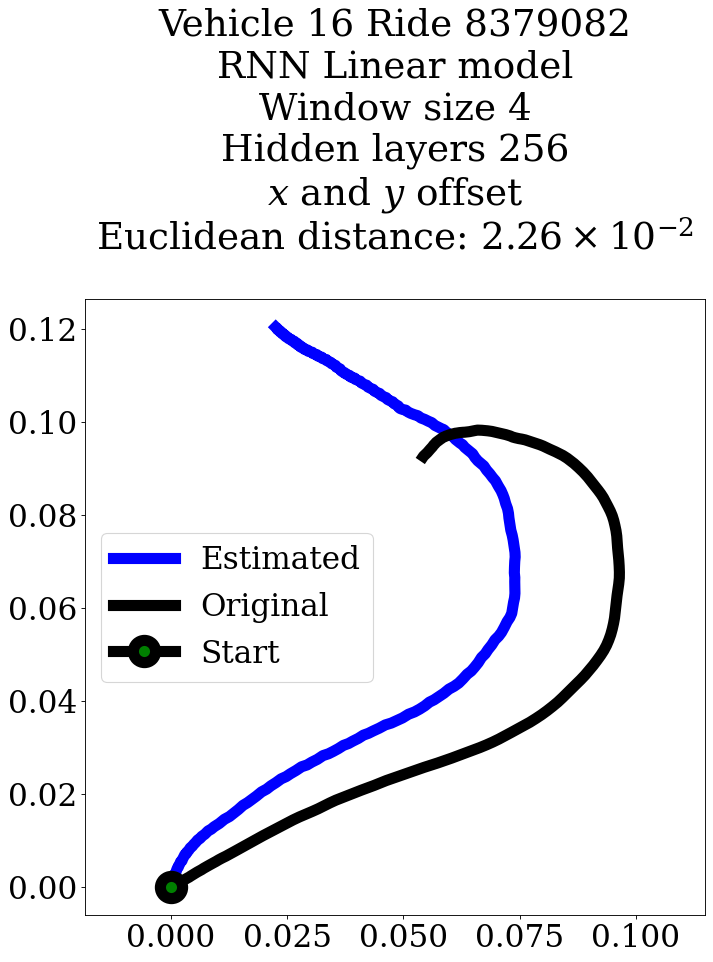 Vehicle 16 Ride 8379082
RNN Linear model
Window size 4
Hidden layers 256
x and y offset
Euclidean distance: 2.26 × 10⁻²
0.12
0.10
0.08
0.06
0.04
0.02
0.00
Estimated
Original
Start
0.000 0.025 0.050 0.075 0.100